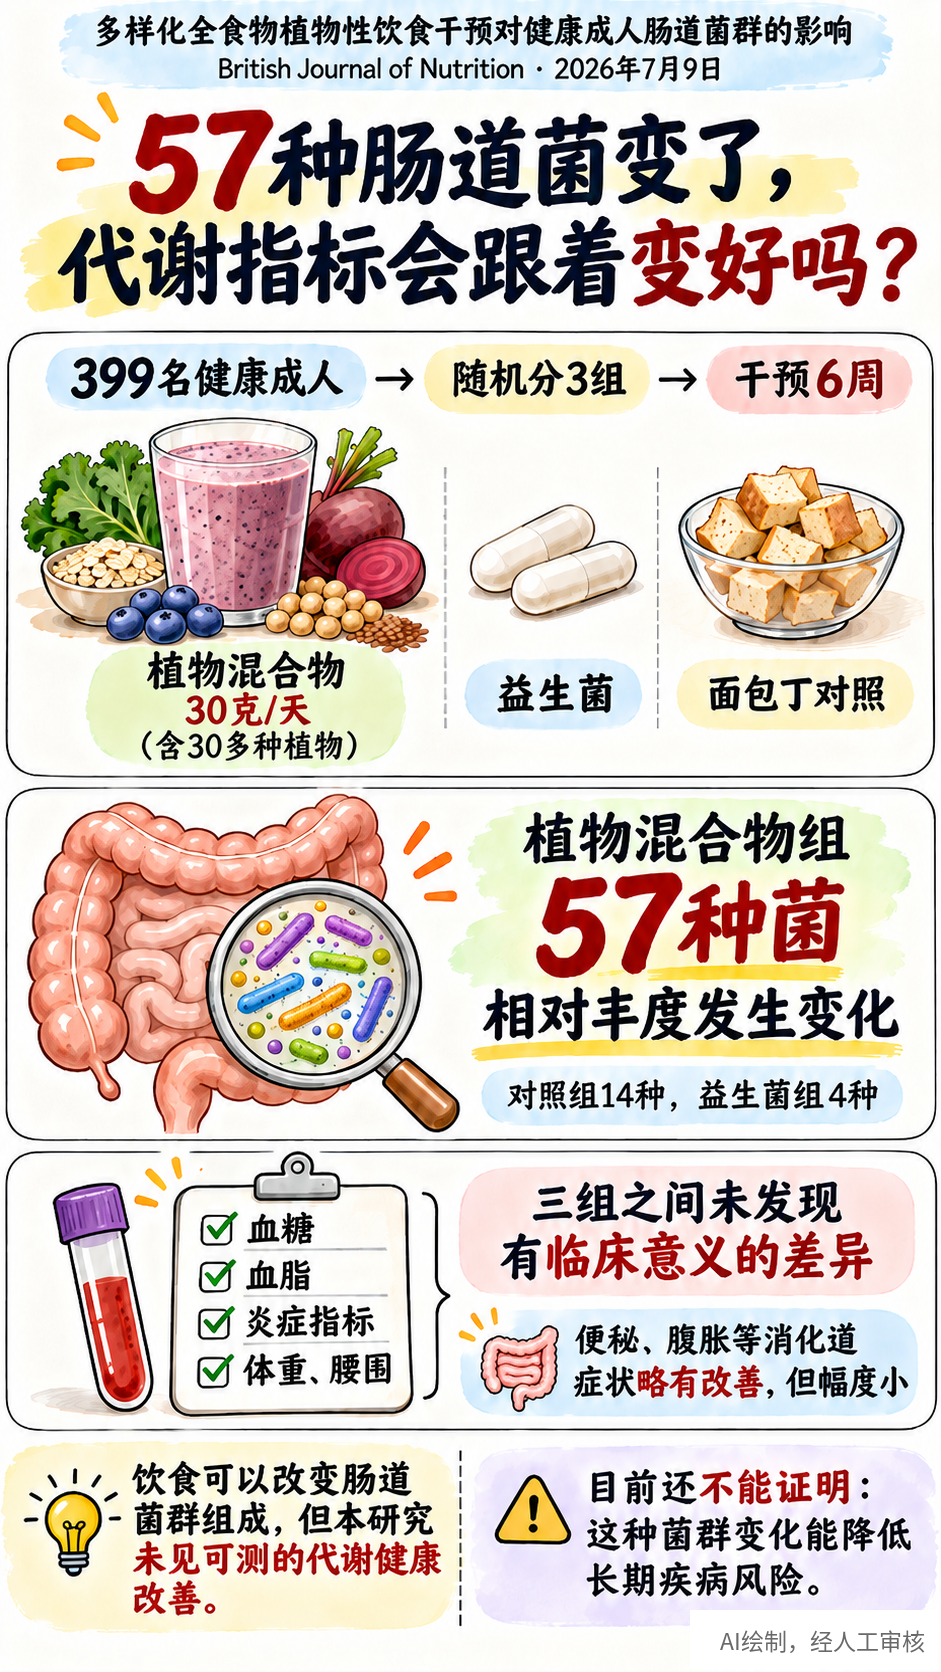 多样化全食物植物性饮食干预对健康成人肠道菌群的影响
British Journal of Nutrition · 2026年7月9日
57种肠道菌变了，
代谢指标会跟着变好吗？
399名健康成人 → 随机分3组 → 干预6周
植物混合物
30克/天
（含30多种植物）
益生菌
面包丁对照
植物混合物组
57种菌
相对丰度发生变化
对照组14种，益生菌组4种
血糖
血脂
炎症指标
体重、腰围
三组之间未发现
有临床意义的差异
便秘、腹胀等消化道
症状略有改善，但幅度小
饮食可以改变肠道
菌群组成，但本研究
未见可测的代谢健康
改善。
目前还不能证明：
这种菌群变化能降低
长期疾病风险。
AI绘制，经人工审核